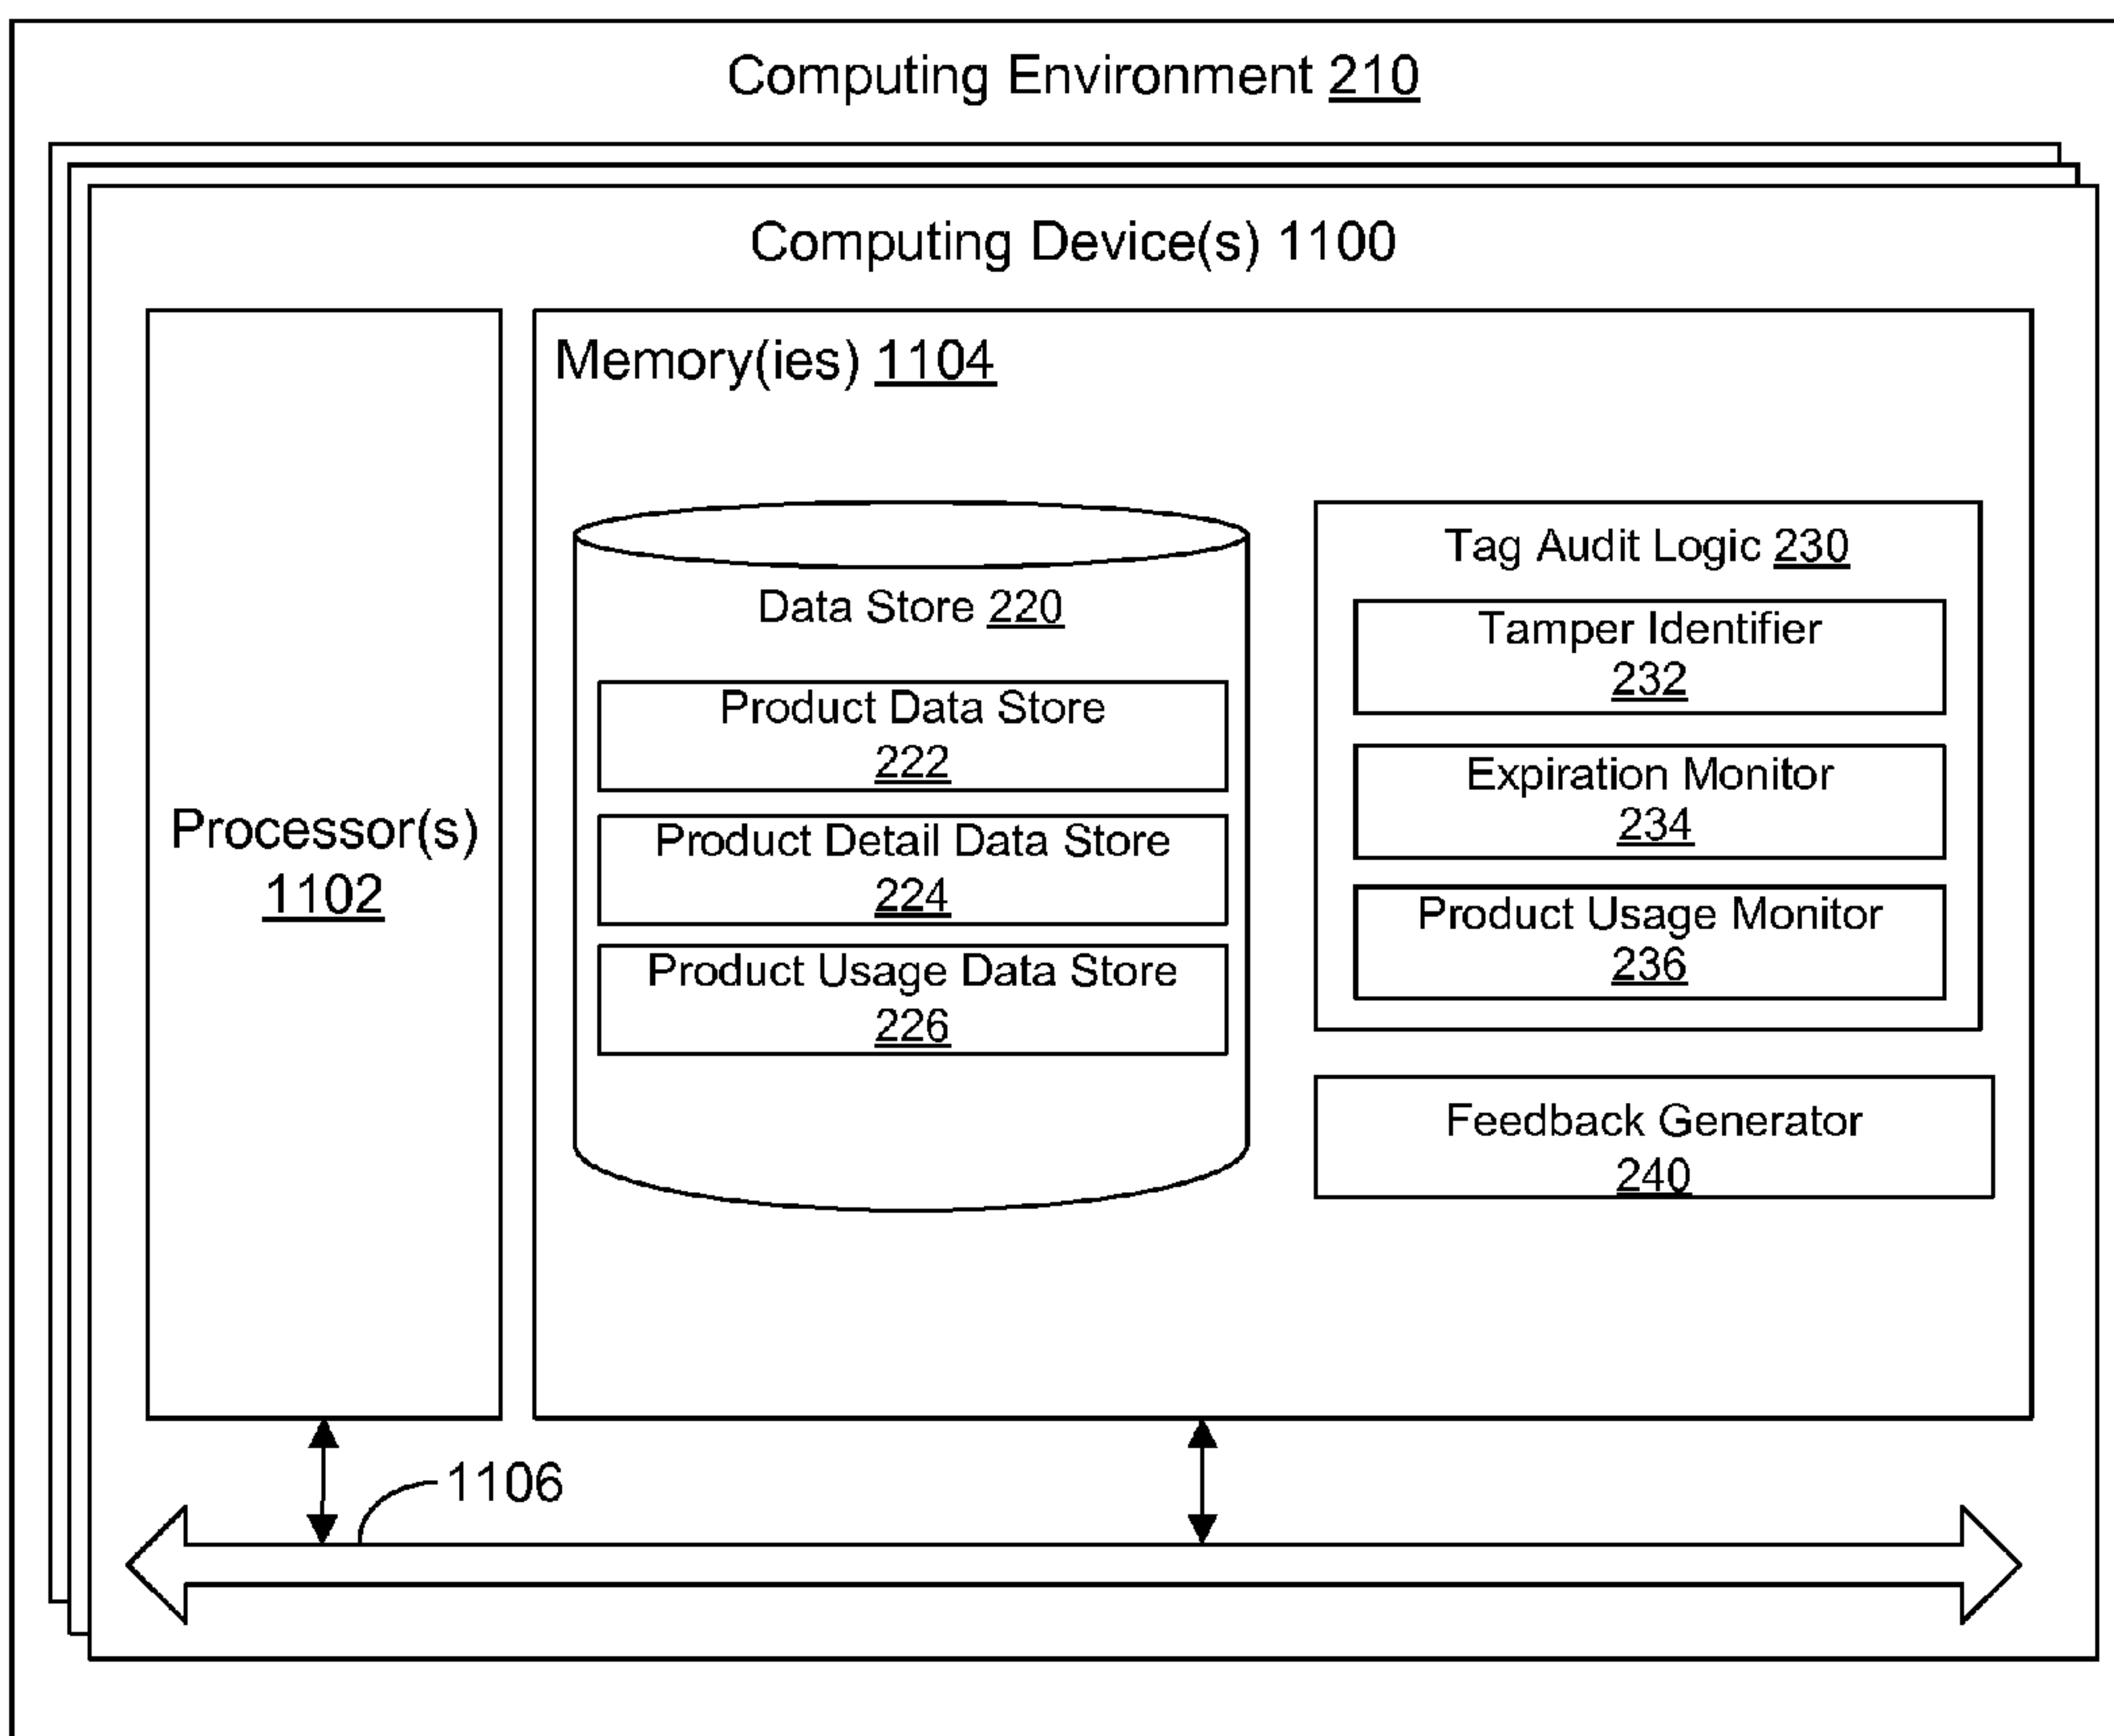 Computing Environment 210
Computing Device(s) 1100
Processor(s)
1102
Memory(ies) 1104
Data Store 220
Product Data Store
222
Product Detail Data Store
224
Product Usage Data Store
226
Tag Audit Logic 230
Tamper Identifier
232
Expiration Monitor
234
Product Usage Monitor
236
Feedback Generator
240
1106